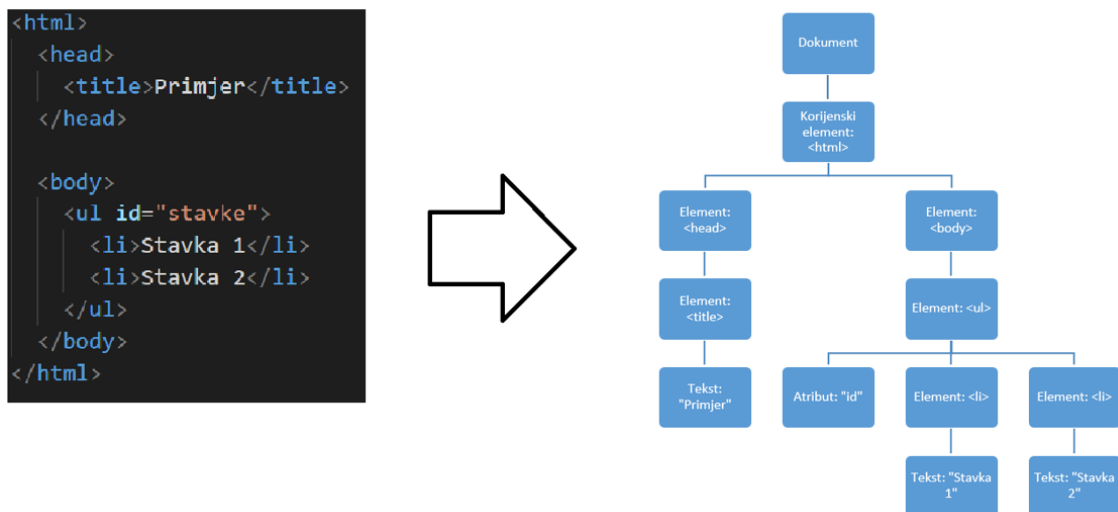 <html>
<head>
<title>Primjer</title>
</head>
<body>
<ul id="stavke">
<li>Stavka 1</li>
<li>Stavka 2</li>
</ul>
</body>
</html>
Dokument
Korijenski
element:
<html>
Element:
<head>
Element:
<body>
Element:
<title>
Element: <ul>
Tekst:
"Primjer"
Atribut: "id"
Element: <li>
Element: <li>
Tekst: "Stavka
1"
Tekst: "Stavka
2"